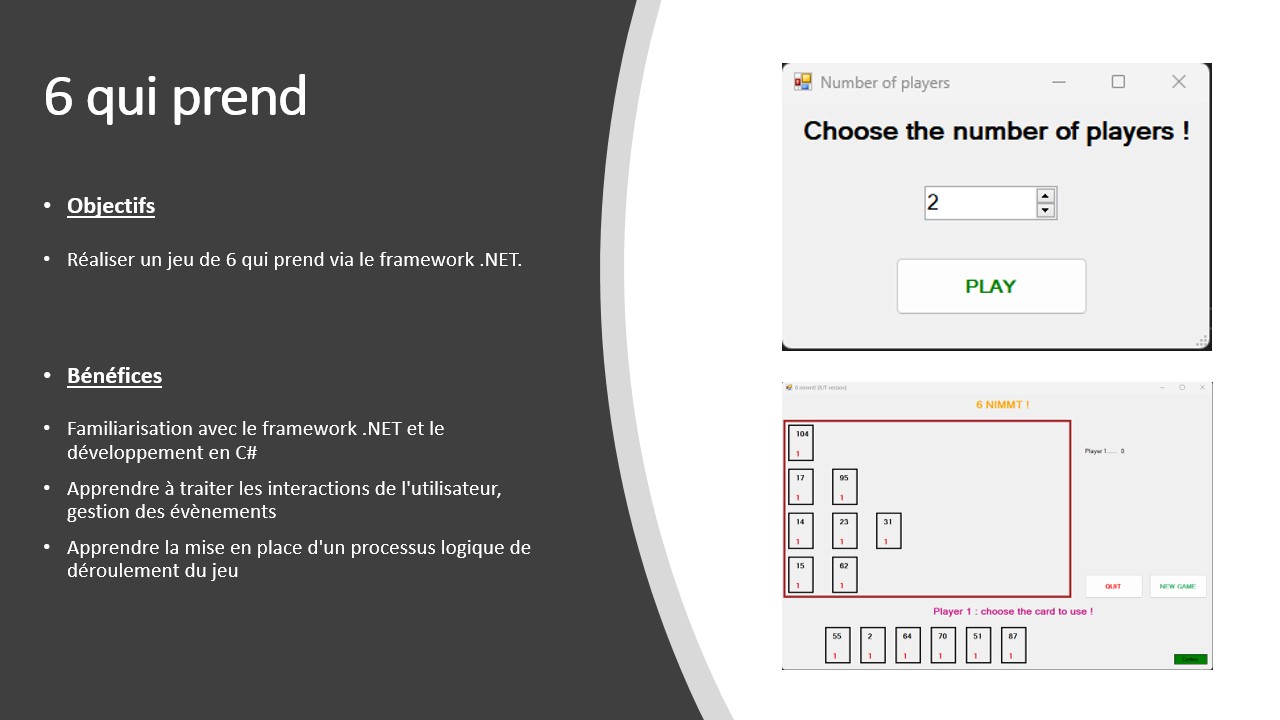 6 qui prend
• Objectifs
• Réaliser un jeu de 6 qui prend via le framework .NET.
• Bénéfices
• Familiarisation avec le framework .NET et le
développement en C#
• Apprendre à traiter les interactions de l'utilisateur,
gestion des évènements
• Apprendre la mise en place d'un processus logique de
déroulement du jeu
Number of players
Choose the number of players !
2
PLAY
6 nimmt! (IUT version)
6 NIMMT !
104
1
Player 1 ..... 0
17 95
1 1
14 23 31
1 1 1
15 62
1 1
QUIT NEW GAME
Player 1 : choose the card to use !
55 2 64 70 51 87
1 1 1 1 1 1